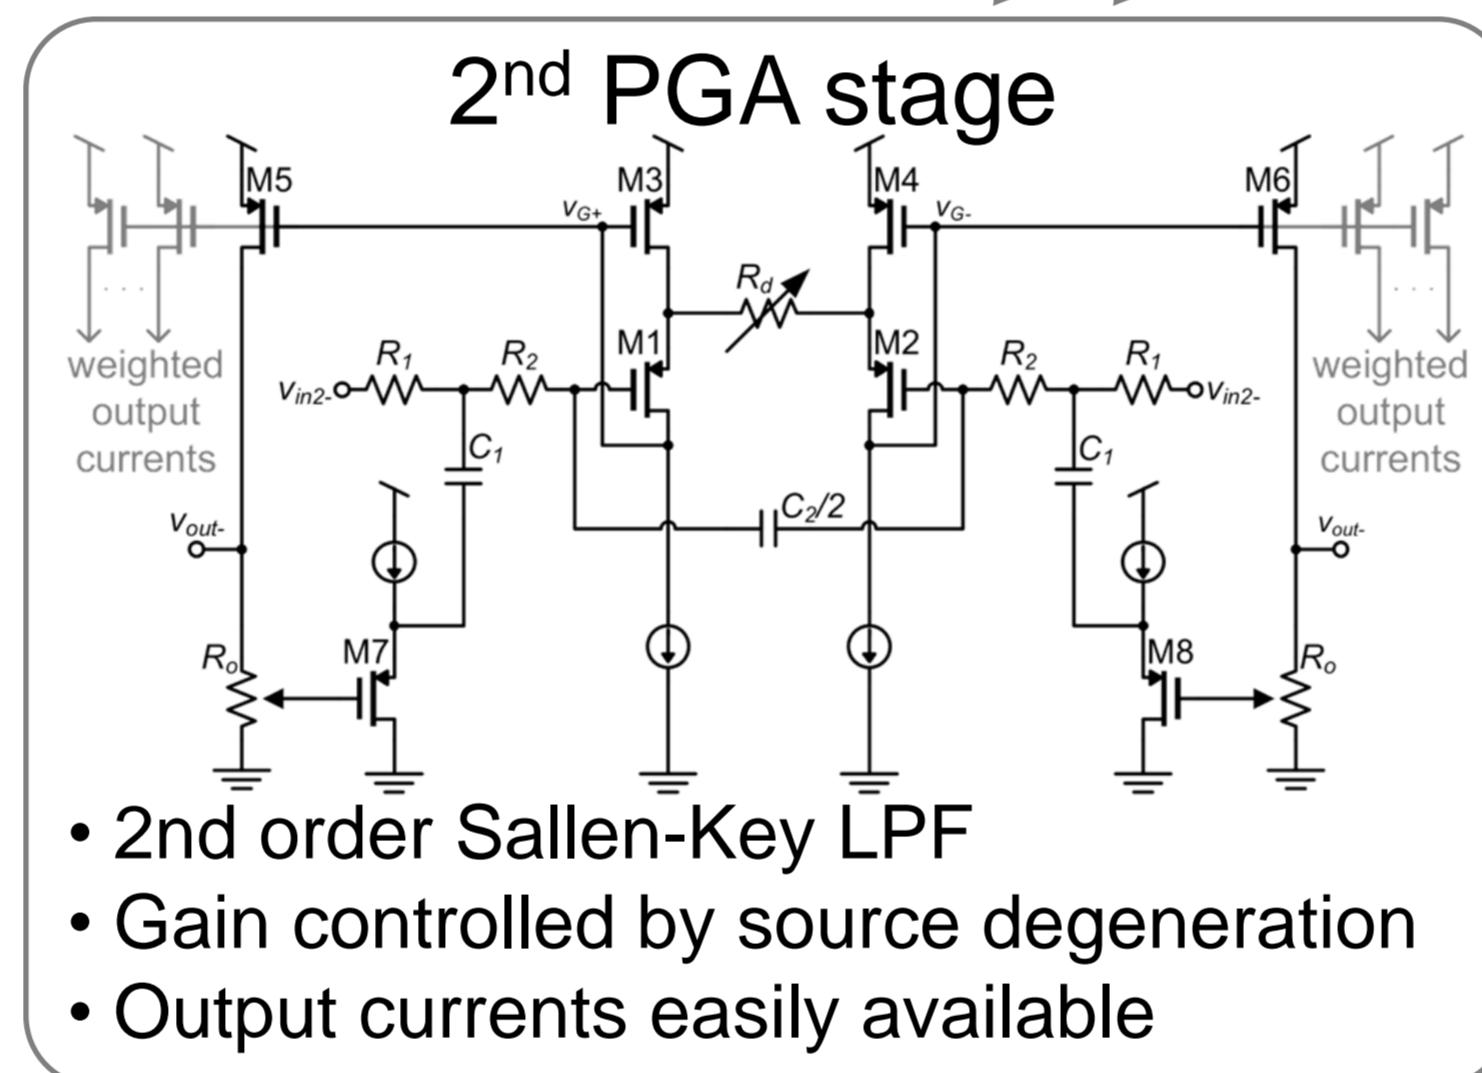 2nd PGA stage
M5 M3 M4 M6
vG+ vG-
Rd
weighted output currents
weighted output currents
R1 R2 M1 M2 R2 R1
vin2- vin2-
C1 C1
C2/2
vout- vout-
Ro M7 M8 Ro
• 2nd order Sallen-Key LPF
• Gain controlled by source degeneration
• Output currents easily available